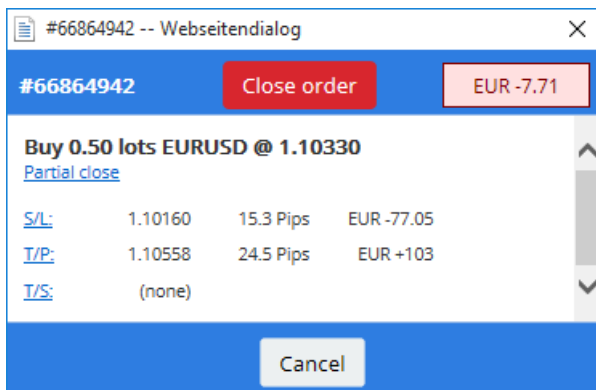 #66864942 -- Webseitendialog
#66864942 Close order EUR -7.71
Buy 0.50 lots EURUSD @ 1.10330
Partial close
S/L: 1.10160 15.3 Pips EUR -77.05
T/P: 1.10558 24.5 Pips EUR +103
T/S: (none)
Cancel